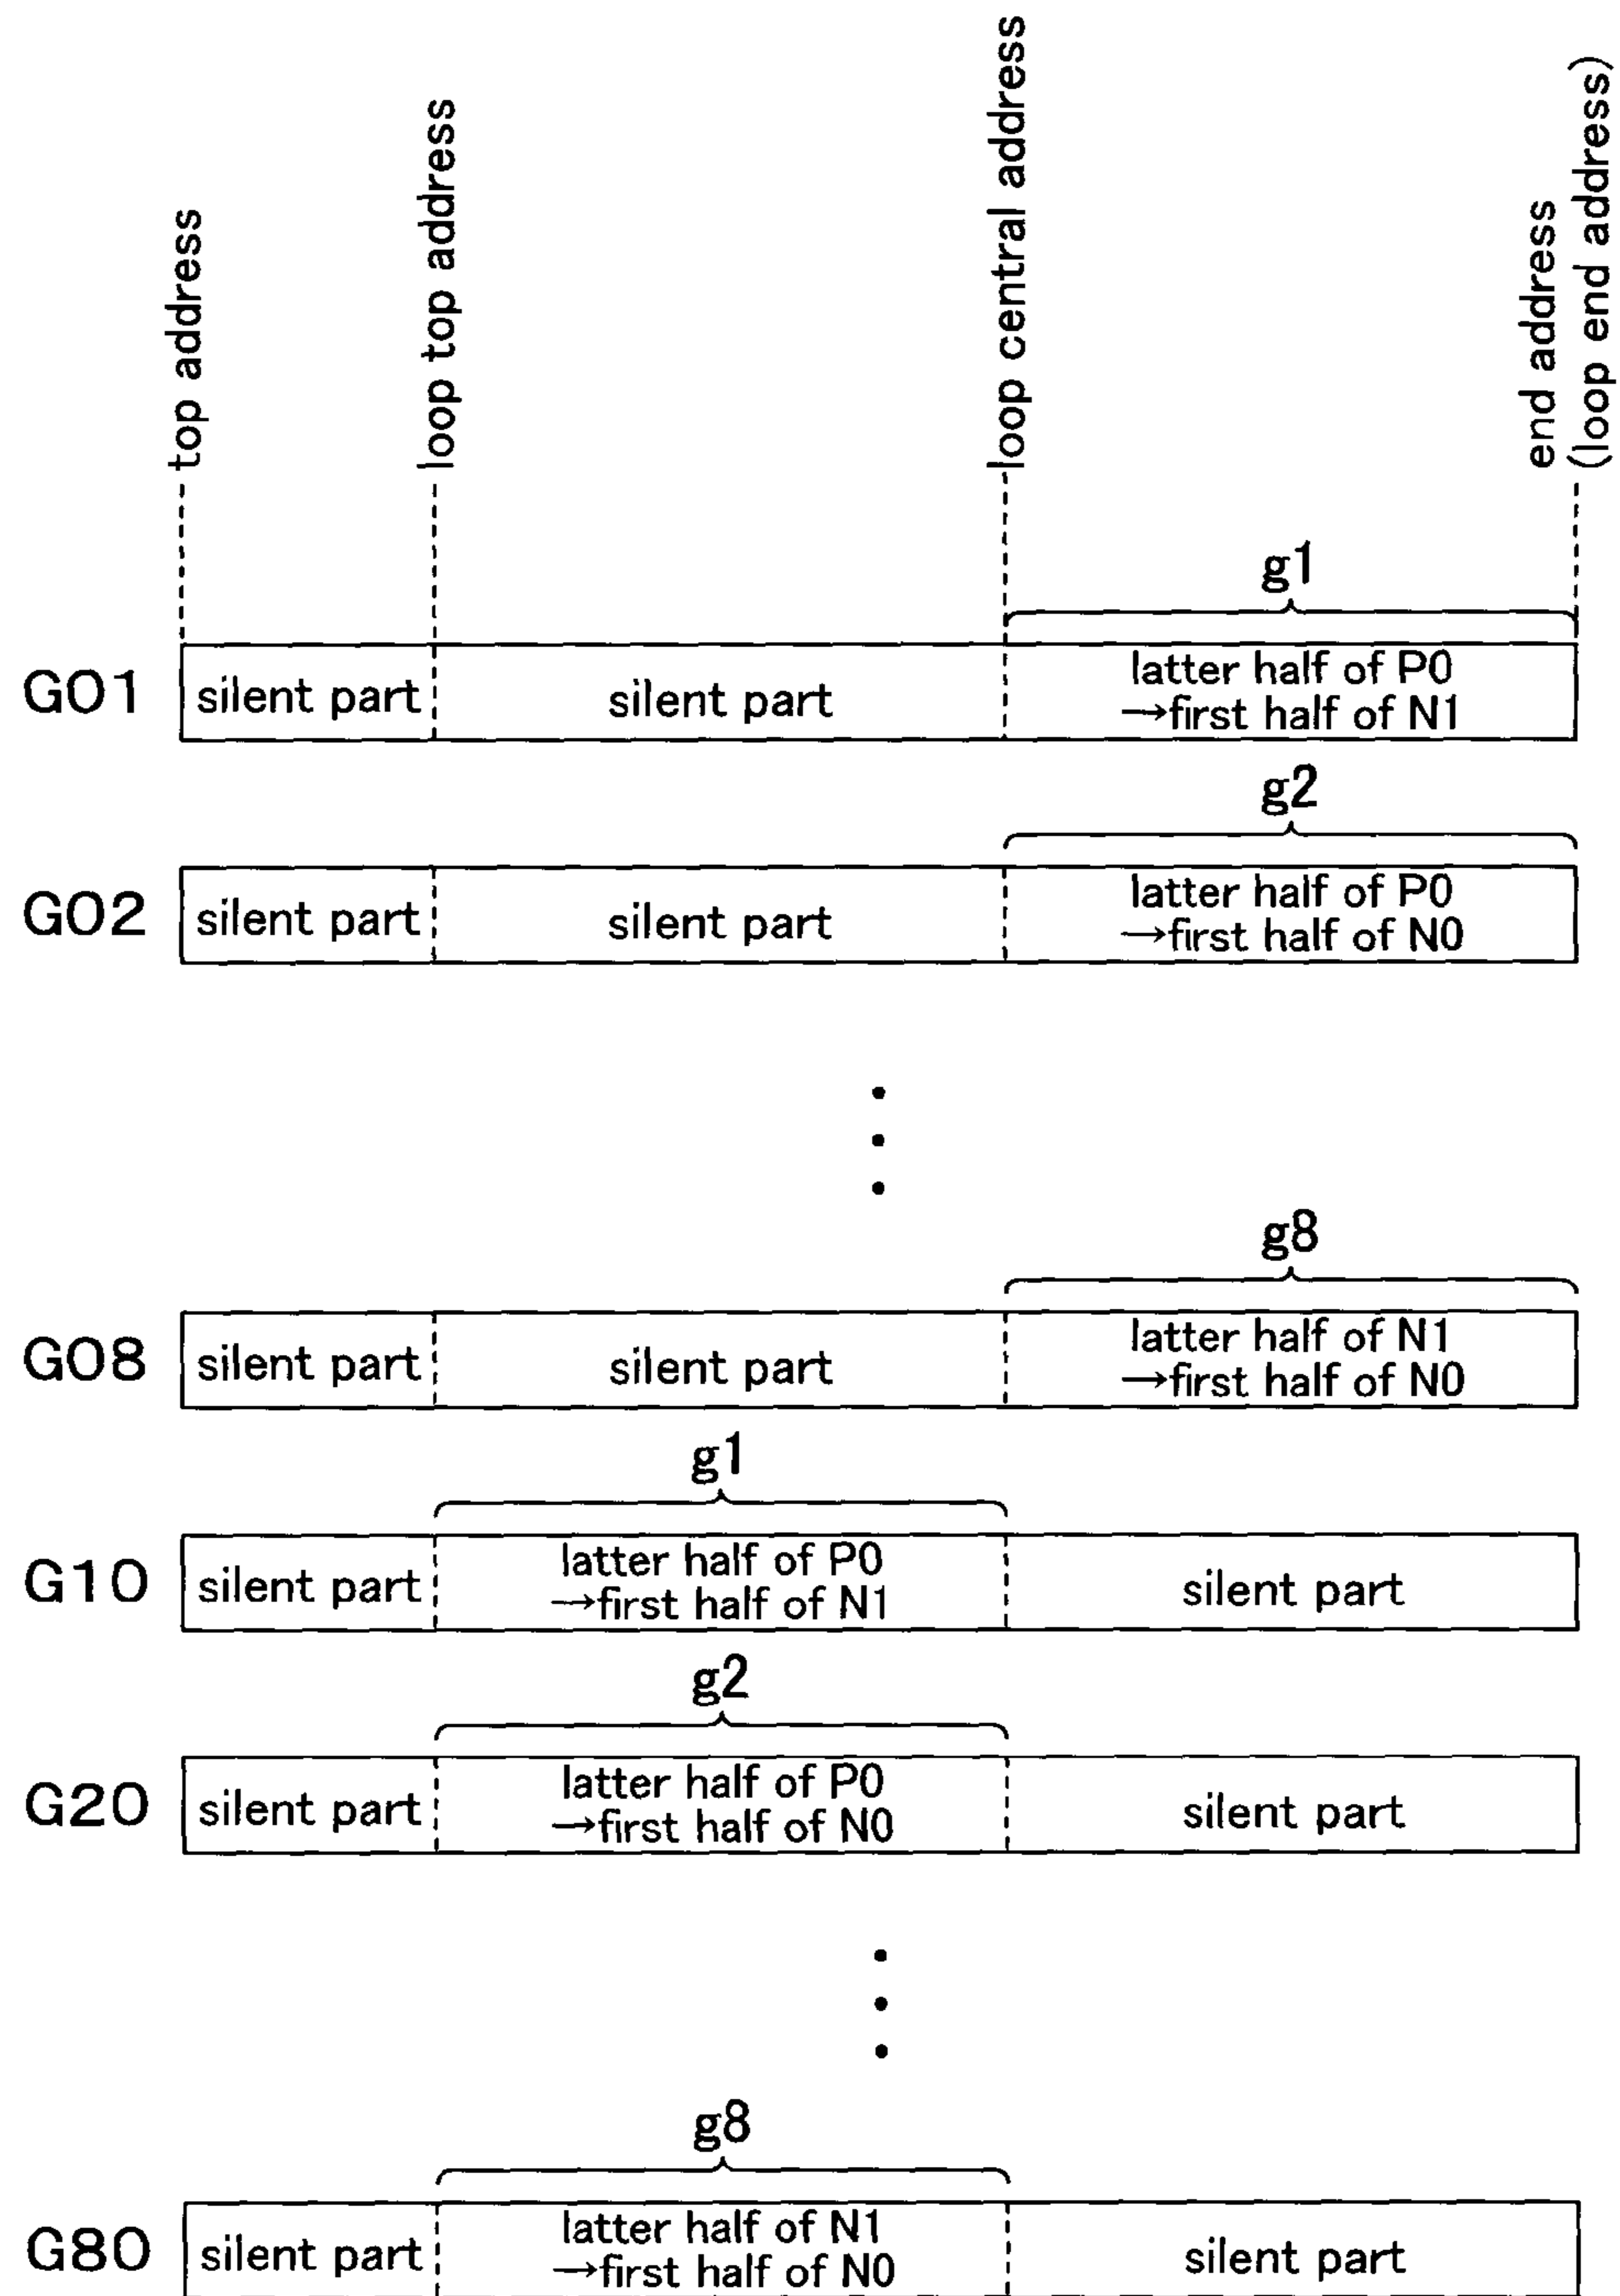 top address
loop top address
loop central address
end address
(loop end address)
g1
G01
silent part
silent part
latter half of P0
→first half of N1
g2
G02
silent part
silent part
latter half of P0
→first half of N0
g8
G08
silent part
silent part
latter half of N1
→first half of N0
g1
G10
silent part
latter half of P0
→first half of N1
silent part
g2
G20
silent part
latter half of P0
→first half of N0
silent part
g8
G80
silent part
latter half of N1
→first half of N0
silent part